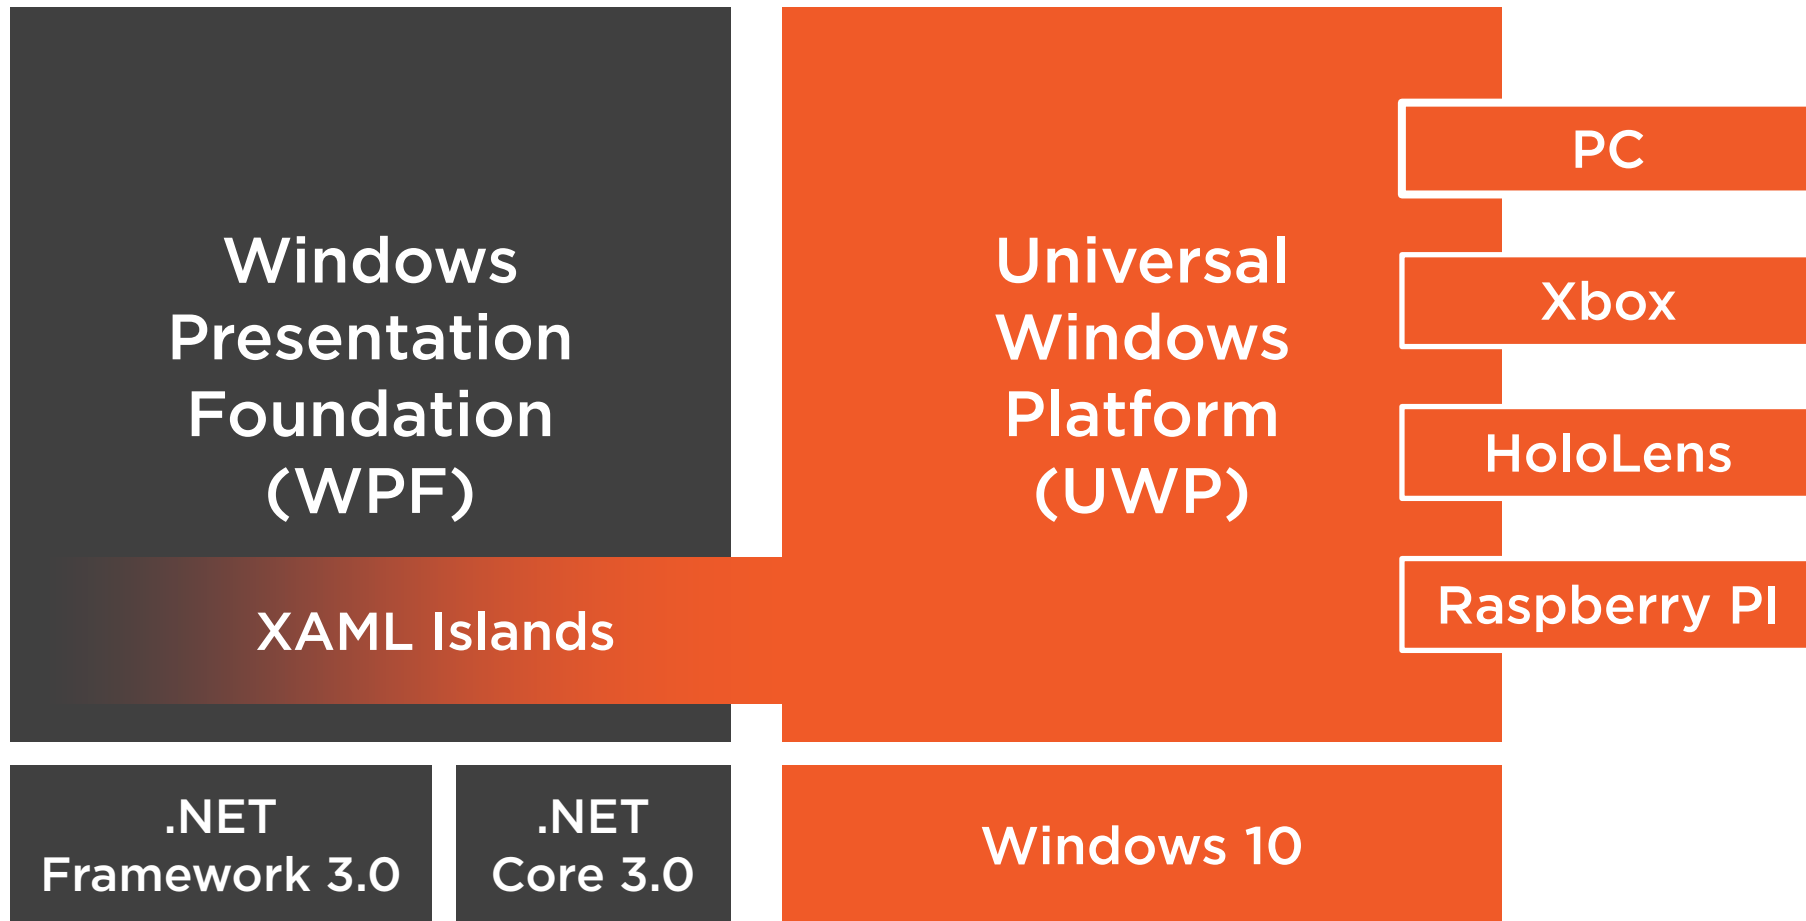 Windows
Presentation
Foundation
(WPF)
XAML Islands
.NET
Framework 3.0
.NET
Core 3.0
Universal
Windows
Platform
(UWP)
Windows 10
PC
Xbox
HoloLens
Raspberry PI